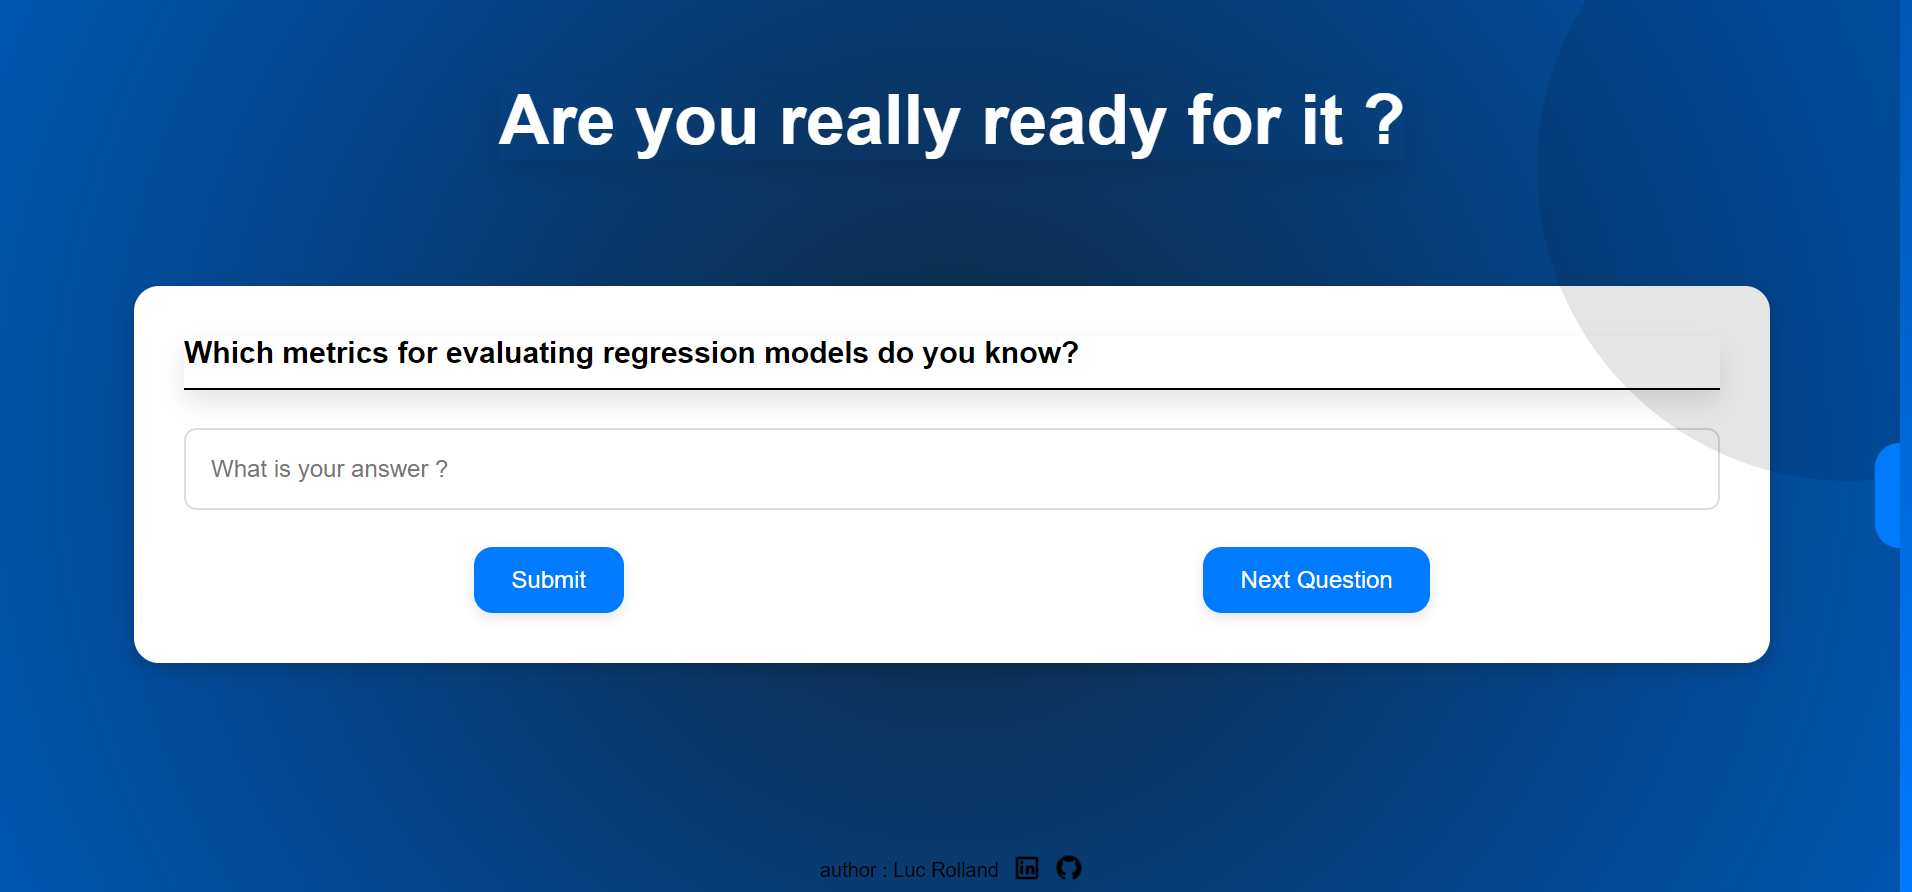 Are you really ready for it ?
Which metrics for evaluating regression models do you know?
What is your answer ?
Submit
Next Question
author : Luc Rolland